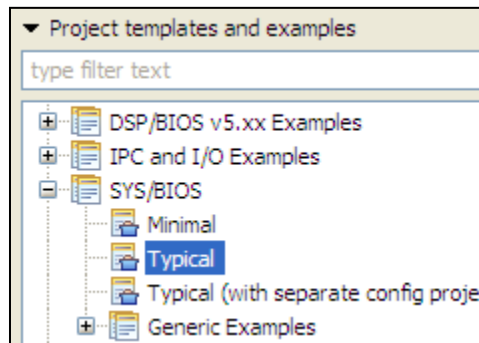 Project templates and examples
type filter text
DSP/BIOS v5.xx Examples
IPC and I/O Examples
SYS/BIOS
Minimal
Typical
Typical (with separate config proje
Generic Examples